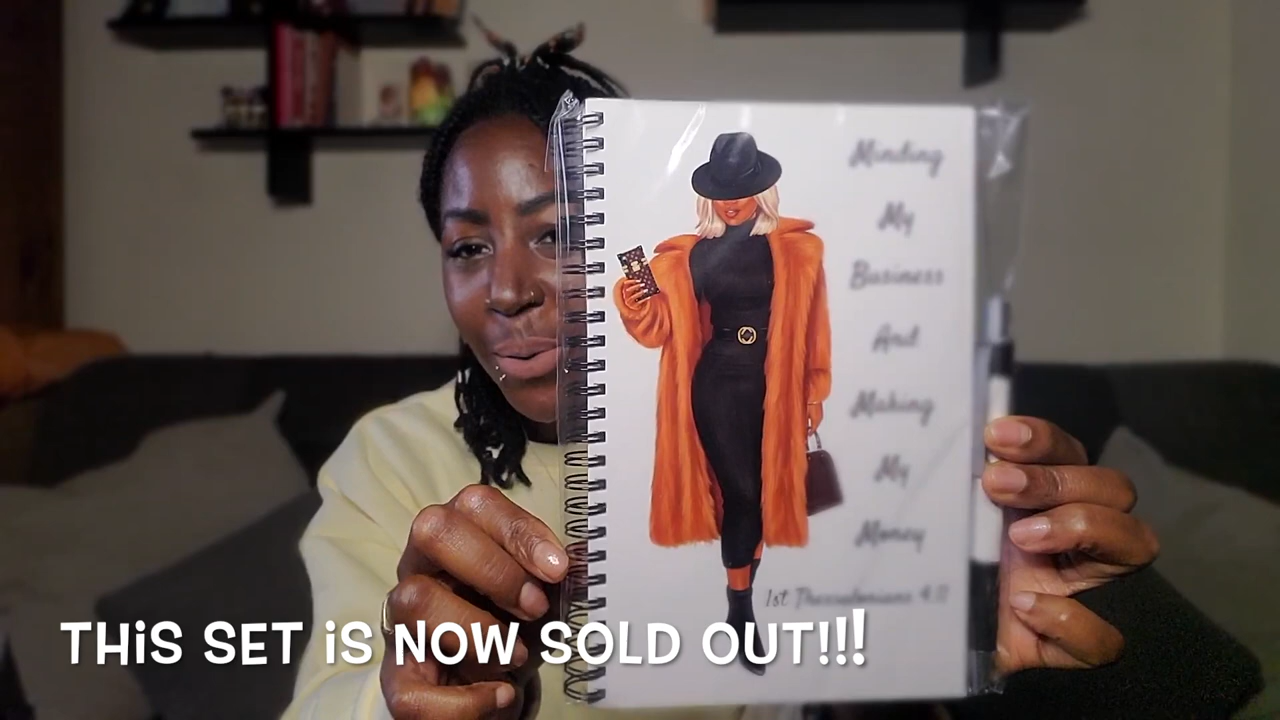 Minding
My
Business
And
Making
My
Money
1st Thessalonians 4:11
THiS SET iS NOW SOLD OUT!!!